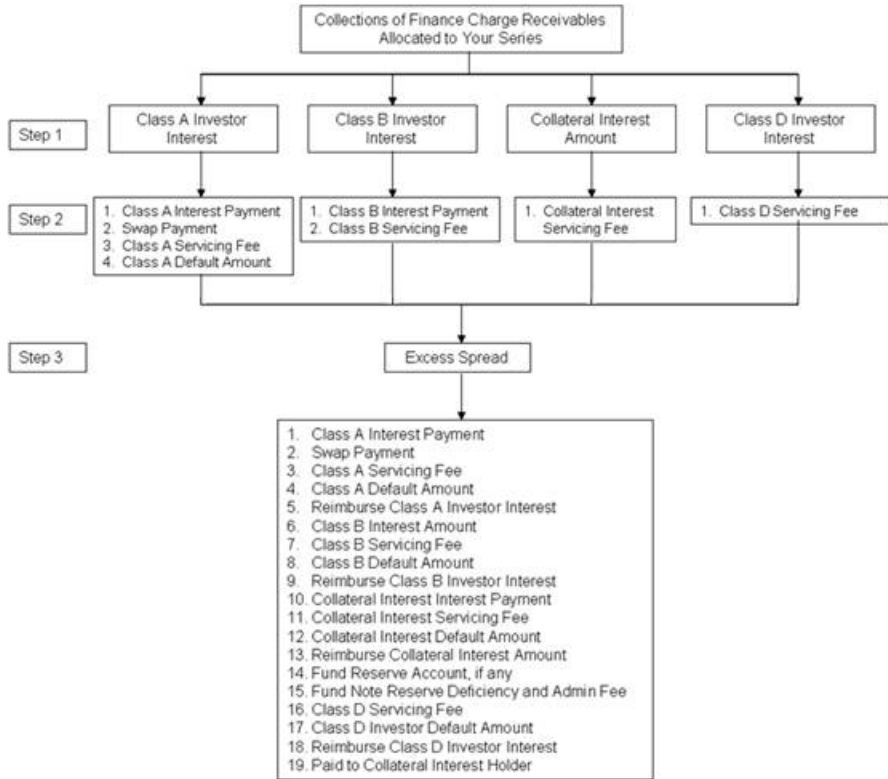 Collections of Finance Charge Receivables
Allocated to Your Series
Step 1
Class A Investor
Interest
Class B Investor
Interest
Collateral Interest
Amount
Class D Investor
Interest
Step 2
1. Class A Interest Payment
2. Swap Payment
3. Class A Servicing Fee
4. Class A Default Amount
1. Class B Interest Payment
2. Class B Servicing Fee
1. Collateral Interest
Servicing Fee
1. Class D Servicing Fee
Step 3
Excess Spread
1. Class A Interest Payment
2. Swap Payment
3. Class A Servicing Fee
4. Class A Default Amount
5. Reimburse Class A Investor Interest
6. Class B Interest Amount
7. Class B Servicing Fee
8. Class B Default Amount
9. Reimburse Class B Investor Interest
10. Collateral Interest Interest Payment
11. Collateral Interest Servicing Fee
12. Collateral Interest Default Amount
13. Reimburse Collateral Interest Amount
14. Fund Reserve Account, if any
15. Fund Note Reserve Deficiency and Admin Fee
16. Class D Servicing Fee
17. Class D Investor Default Amount
18. Reimburse Class D Investor Interest
19. Paid to Collateral Interest Holder